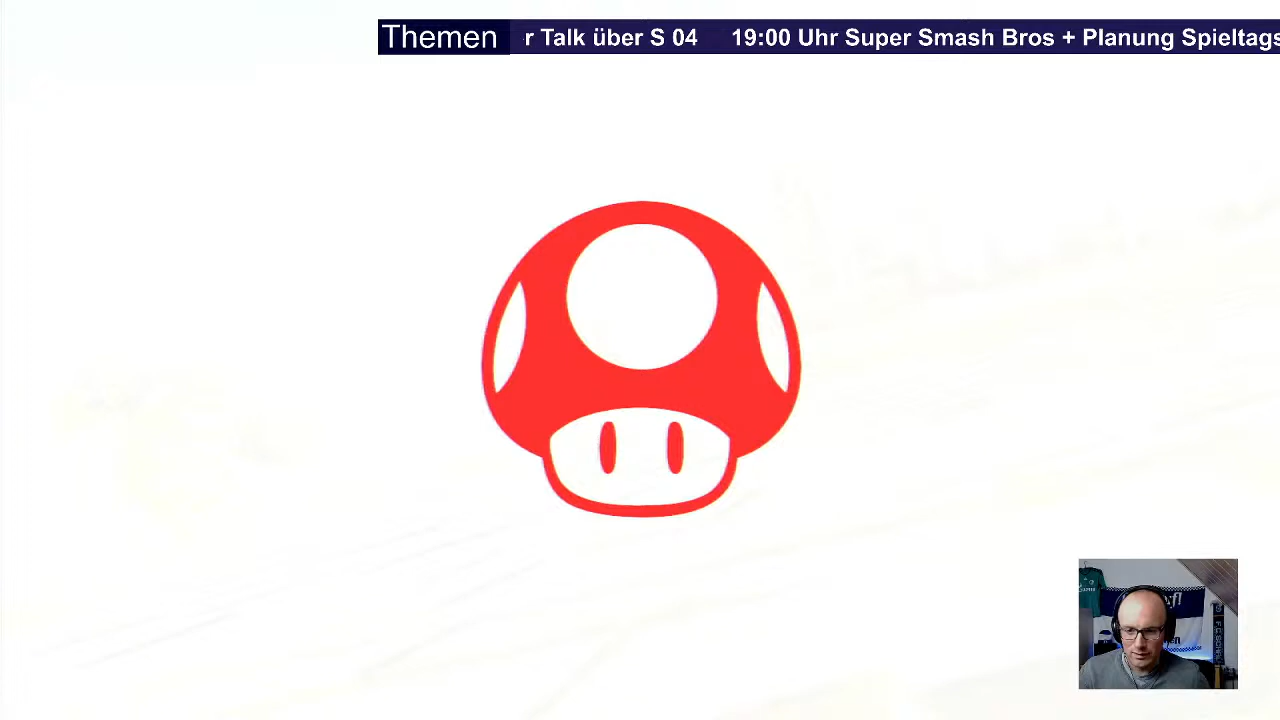 Themen
r Talk über S 04 19:00 Uhr Super Smash Bros + Planung Spieltags